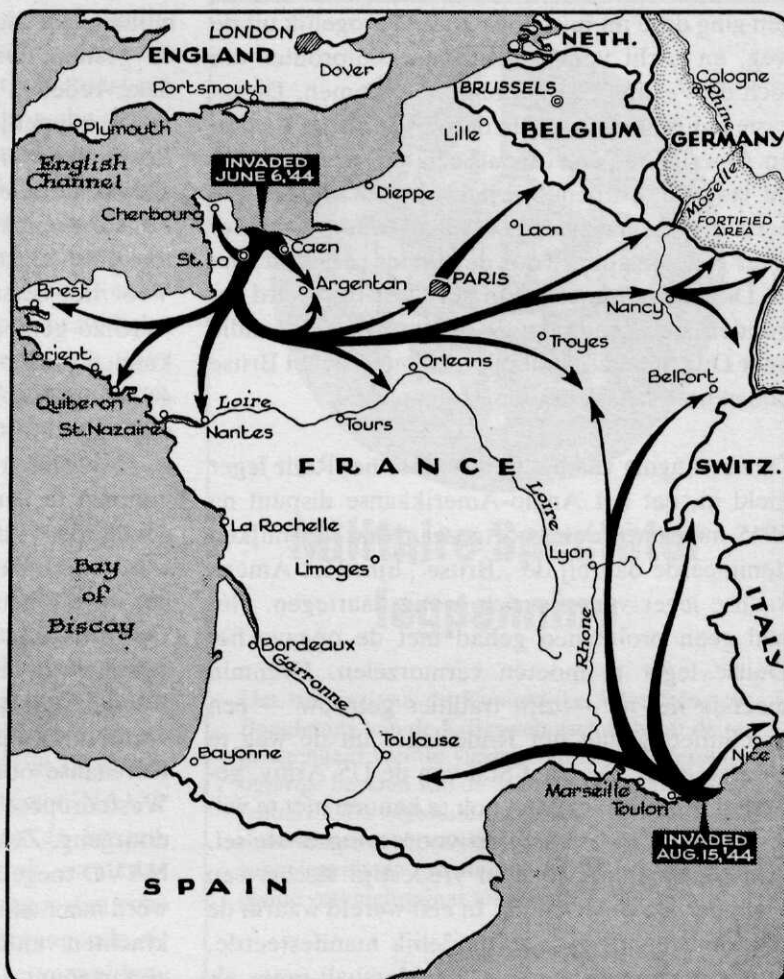 LONDON
ENGLAND
Dover
Portsmouth
Plymouth
English
Channel
NETH.
BRUSSELS
BELGIUM
Lille
Cologne
Rhine
GERMANY
Moselle
FORTIFIED
AREA
INVADED
JUNE 6,'44
Dieppe
Cherbourg
Caen
St. Lo
Laon
Argentan
PARIS
Nancy
Brest
Lorient
Troyes
Orleans
Belfort
Quiberon
St. Nazaire
Loire
Nantes
Tours
FRANCE
SWITZ.
Loire
La Rochelle
Limoges
Lyon
Bay
of
Biscay
ITALY
Rhone
Bordeaux
Garronne
Bayonne
Toulouse
Nice
Marseille
Toulon
INVADED
AUG.15,'44
SPAIN